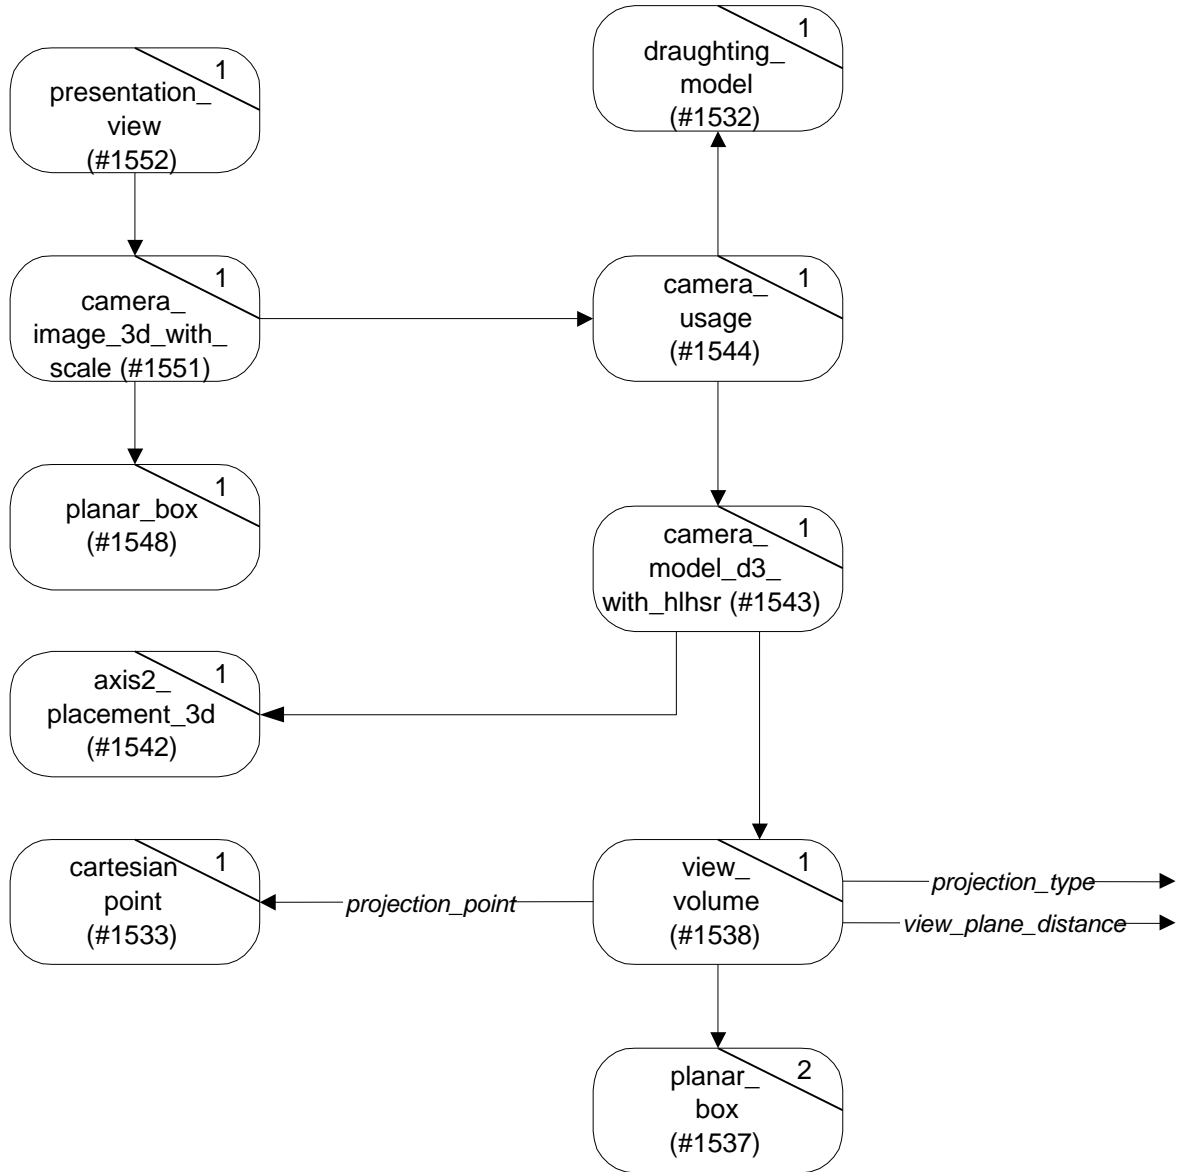 1
draughting_
model
(#1532)
1
presentation_
view
(#1552)
1
camera_
image_3d_with_
scale (#1551)
1
camera_
usage
(#1544)
1
planar_box
(#1548)
1
camera_
model_d3_
with_hlhsr (#1543)
1
axis2_
placement_3d
(#1542)
1
cartesian
point
(#1533)
projection_point
1
view_
volume
(#1538)
projection_type
view_plane_distance
2
planar_
box
(#1537)